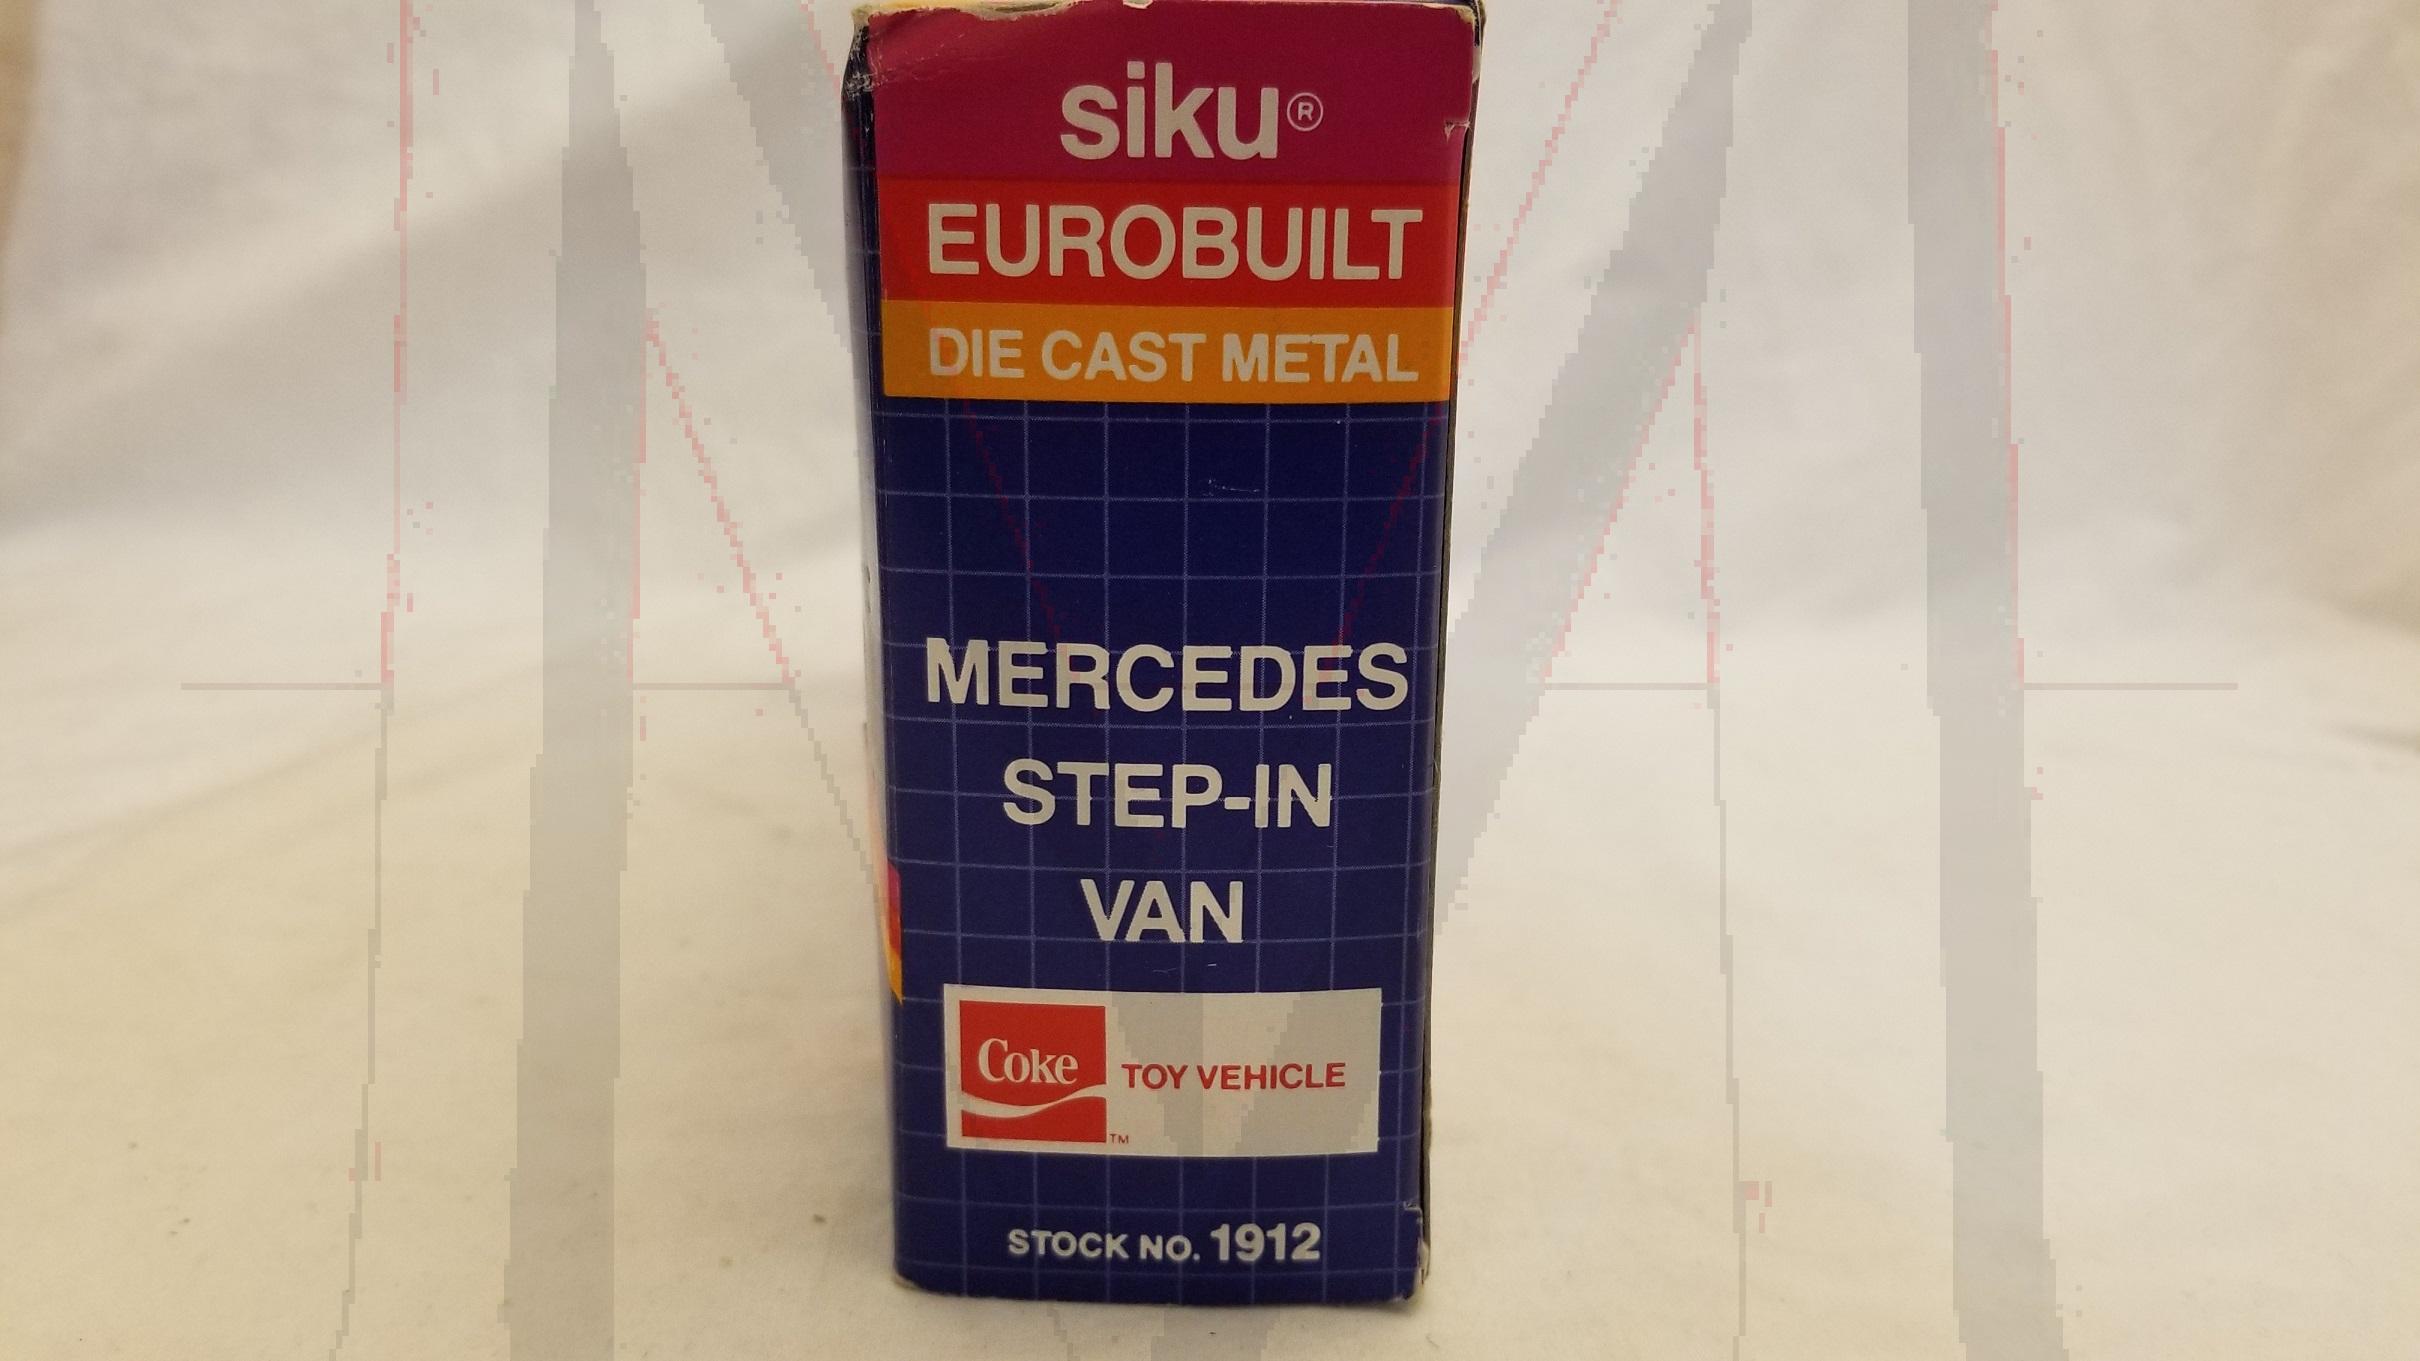 siku®
EUROBUILT
DIE CAST METAL
MERCEDES
STEP-IN
VAN
Coke
TOY VEHICLE
TM
STOCK NO. 1912